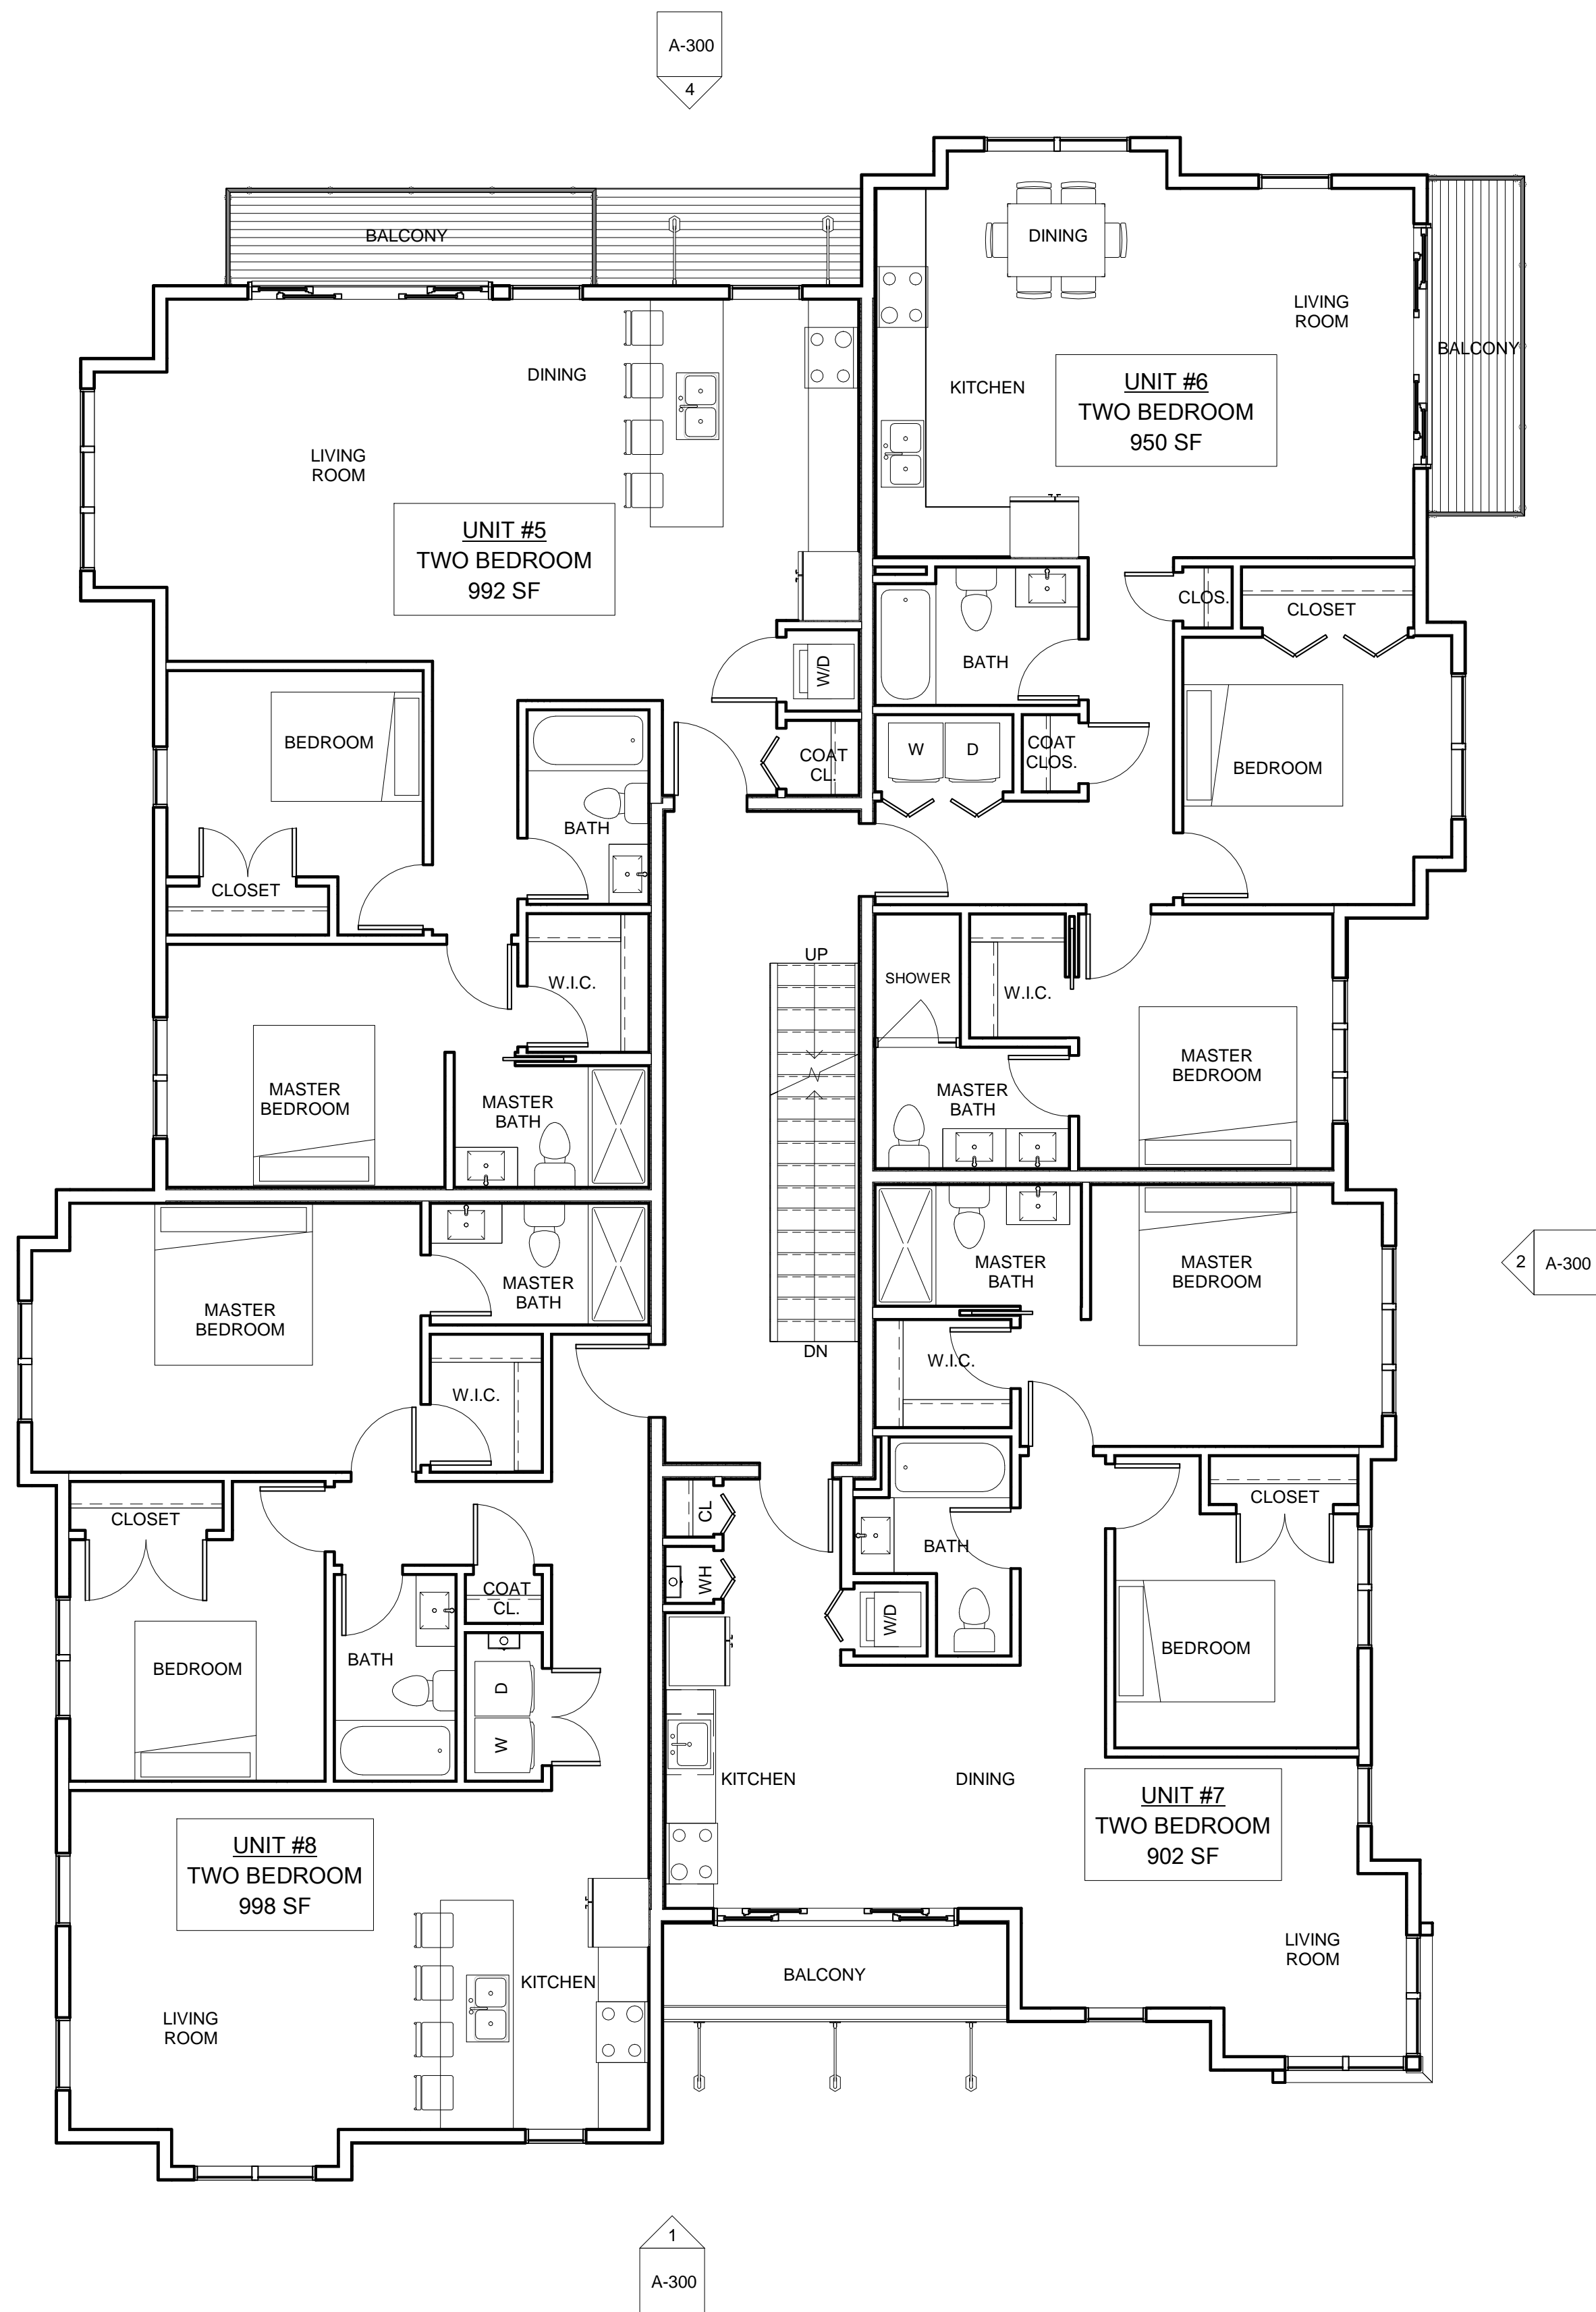 A-300
4
BALCONY
DINING
LIVING
ROOM
BALCONY
KITCHEN
UNIT #6
TWO BEDROOM
950 SF
DINING
LIVING
ROOM
UNIT #5
TWO BEDROOM
992 SF
CLOS.
CLOSET
BATH
W/D
BEDROOM
COAT
CL.
W
D
COAT
CLOS.
BEDROOM
BATH
CLOSET
UP
SHOWER
W.I.C.
W.I.C.
MASTER
BEDROOM
MASTER
BATH
MASTER
BEDROOM
MASTER
BATH
MASTER
BATH
MASTER
BEDROOM
2
A-300
MASTER
BATH
MASTER
BEDROOM
DN
W.I.C.
W.I.C.
CLOSET
CL
CLOSET
BATH
WH
COAT
CL.
W/D
BEDROOM
BATH
BEDROOM
D
W
KITCHEN
DINING
UNIT #7
TWO BEDROOM
902 SF
UNIT #8
TWO BEDROOM
998 SF
LIVING
ROOM
BALCONY
KITCHEN
LIVING
ROOM
1
A-300